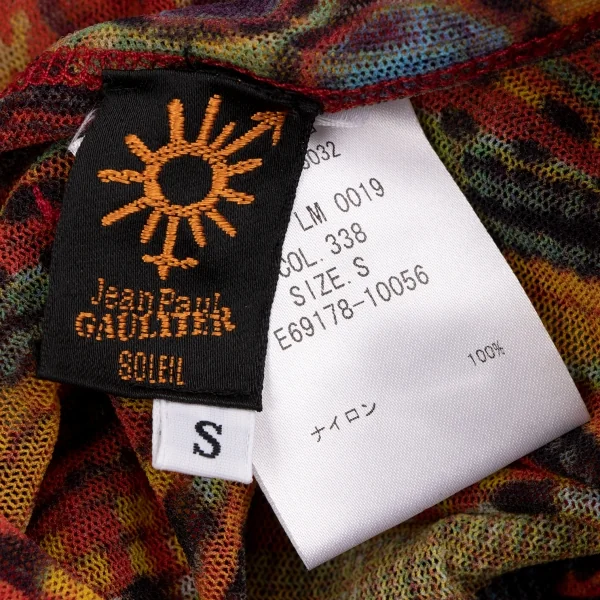 Jean Paul
GAULTIER
SOLEIL
S
LM 0019
COL. 338
SIZE. S
E69178-10056
100%
ナイロン